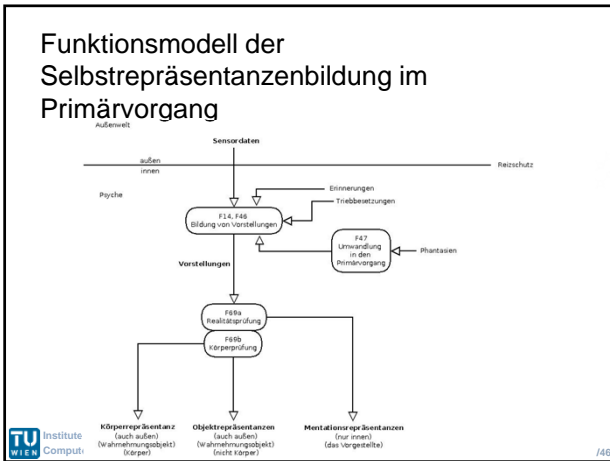 Funktionsmodell der
Selbstrepräsentanzenbildung im
Primärvorgang
Außenwelt
Sensordaten
außen
innen
Reizschutz
Psyche
Erinnerungen
Triebbesetzungen
F14, F46
Bildung von Vorstellungen
F47
Umwandlung
in den
Primärvorgang
Phantasien
Vorstellungen
F69a
Realitätsprüfung
F69b
Körperprüfung
Körperrepräsentanz
(auch außen)
(Wahrnehmungsobjekt)
(Körper)
Objektrepräsentanzen
(auch außen)
(Wahrnehmungsobjekt)
(nicht Körper)
Mentationsrepräsentanzen
(nur innen)
(das Vorgestellte)
TU
WIEN
Institute
Comput
/46